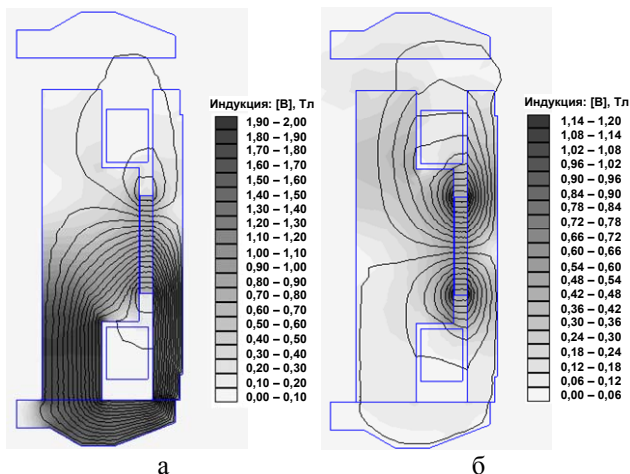 Индукция: [B], Тл
1,90 – 2,00
1,80 – 1,90
1,70 – 1,80
1,60 – 1,70
1,50 – 1,60
1,40 – 1,50
1,30 – 1,40
1,20 – 1,30
1,10 – 1,20
1,00 – 1,10
0,90 – 1,00
0,80 – 0,90
0,70 – 0,80
0,60 – 0,70
0,50 – 0,60
0,40 – 0,50
0,30 – 0,40
0,20 – 0,30
0,10 – 0,20
0,00 – 0,10
а
Индукция: [B], Тл
1,14 – 1,20
1,08 – 1,14
1,02 – 1,08
0,96 – 1,02
0,90 – 0,96
0,84 – 0,90
0,78 – 0,84
0,72 – 0,78
0,66 – 0,72
0,60 – 0,66
0,54 – 0,60
0,48 – 0,54
0,42 – 0,48
0,36 – 0,42
0,30 – 0,36
0,24 – 0,30
0,18 – 0,24
0,12 – 0,18
0,06 – 0,12
0,00 – 0,06
б